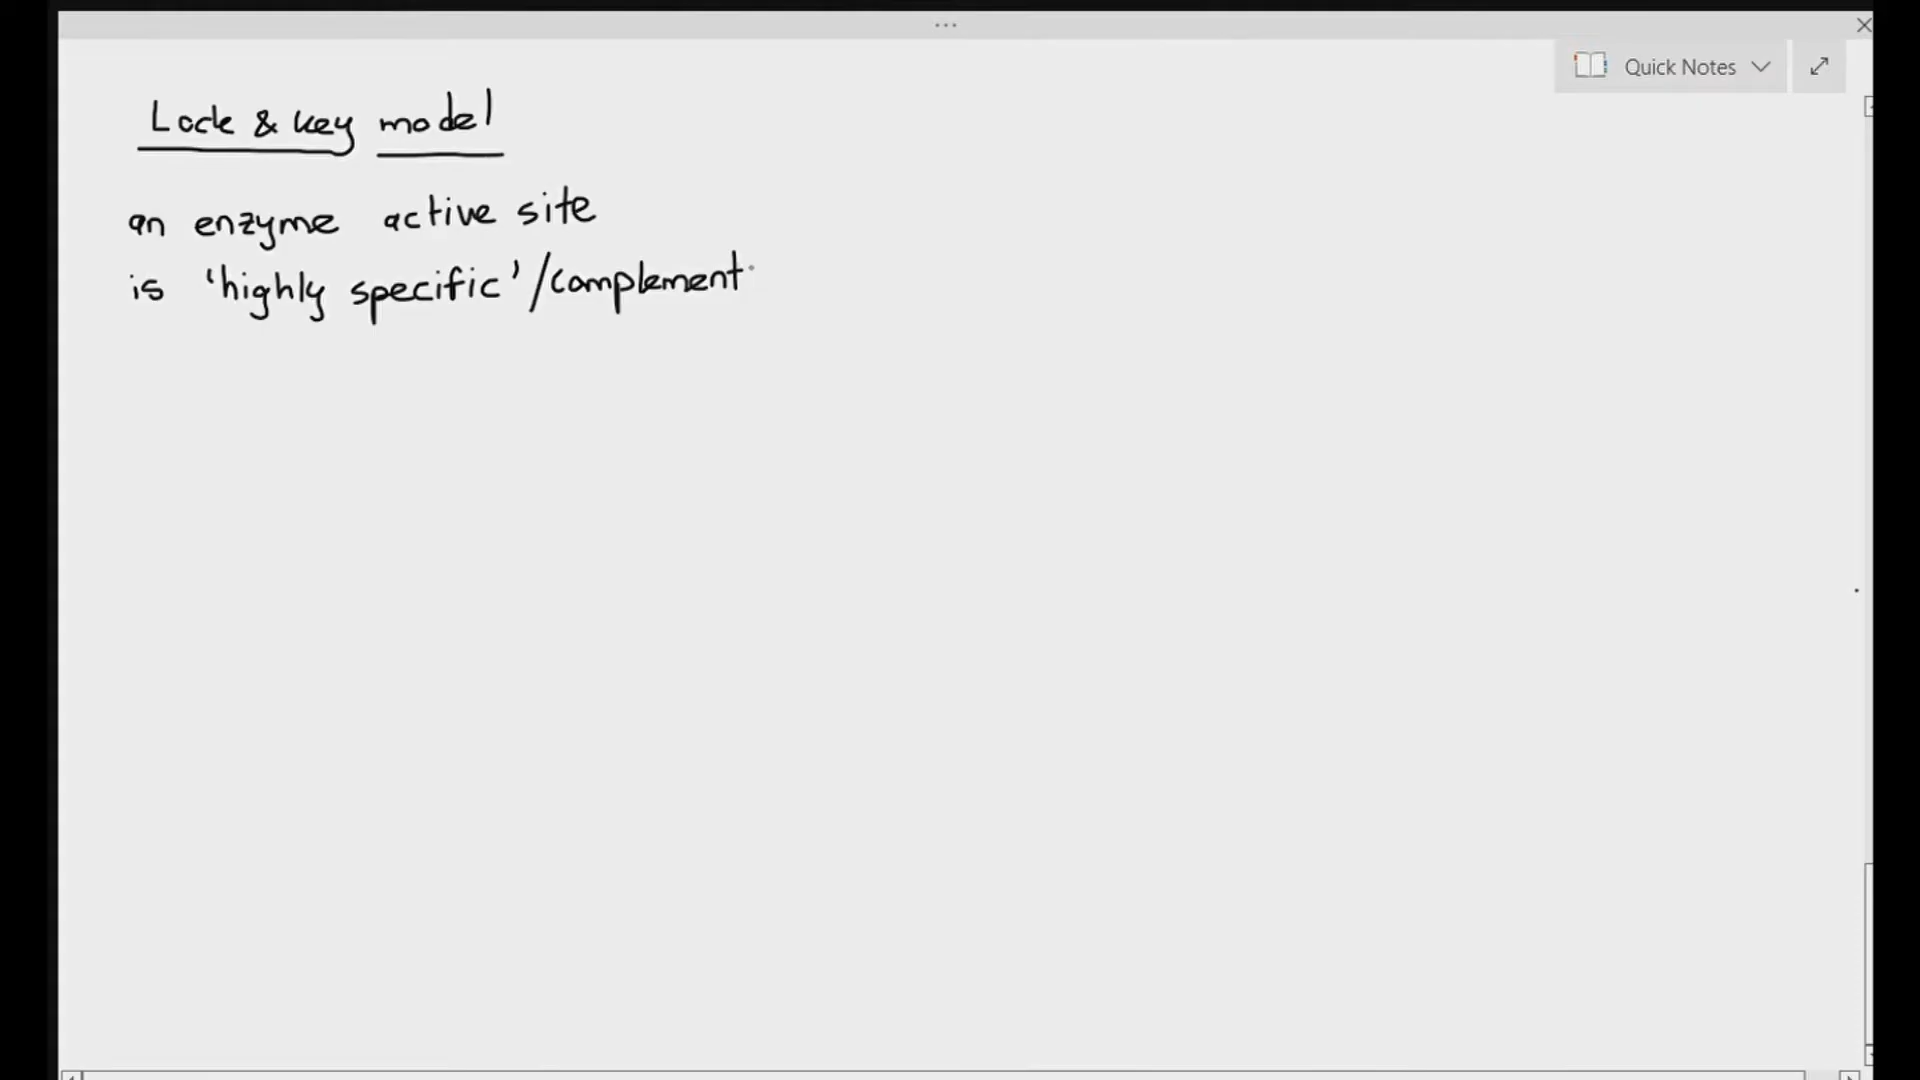 Quick Notes
Lock & key model
an enzyme active site
is 'highly specific'/complement